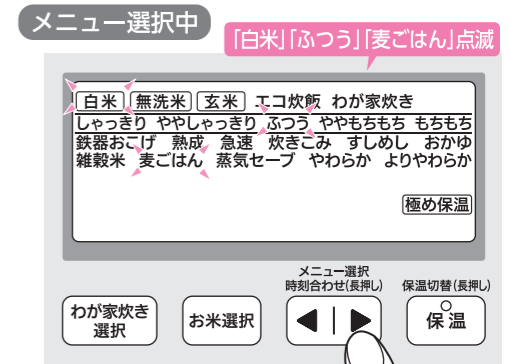 メニュー選択中
「白米」「ふつう」「麦ごはん」点滅
白米 無洗米 玄米 エコ炊飯 わが家炊き
しゃっきり ややしゃっきり ふつう ややもちもち もちもち
鉄器おこげ 熟成 急速 炊きこみ すしめし おかゆ
雑穀米 麦ごはん 蒸気セーブ やわらか よりやわらか
極め保温
メニュー選択
時刻合わせ(長押し)
保温切替(長押し)
わが家炊き
選択
お米選択
保温